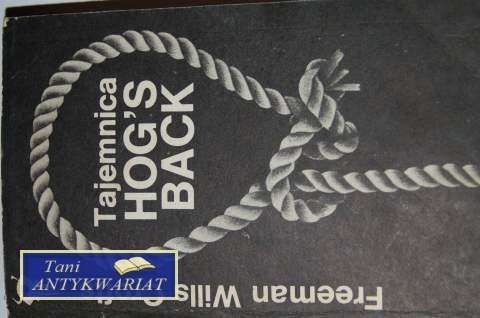 Tajemnica
HOG'S
BACK
Freeman Wills
Tani
ANTYKWARIAT